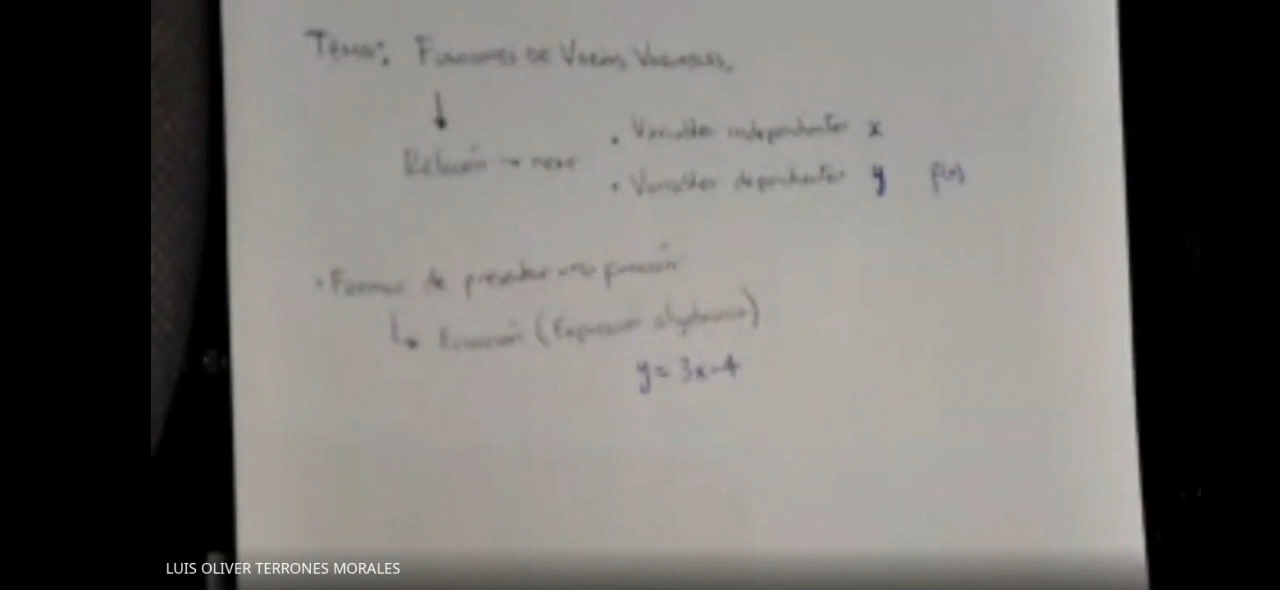 Tema: Funciones de Varias Variables.
Relación → nexo
• Variables independientes x
• Variables dependientes y f(x)
• Formas de presentar una función
↳ Ecuación (Expresión algebraica)
y = 3x-4
LUIS OLIVER TERRONES MORALES